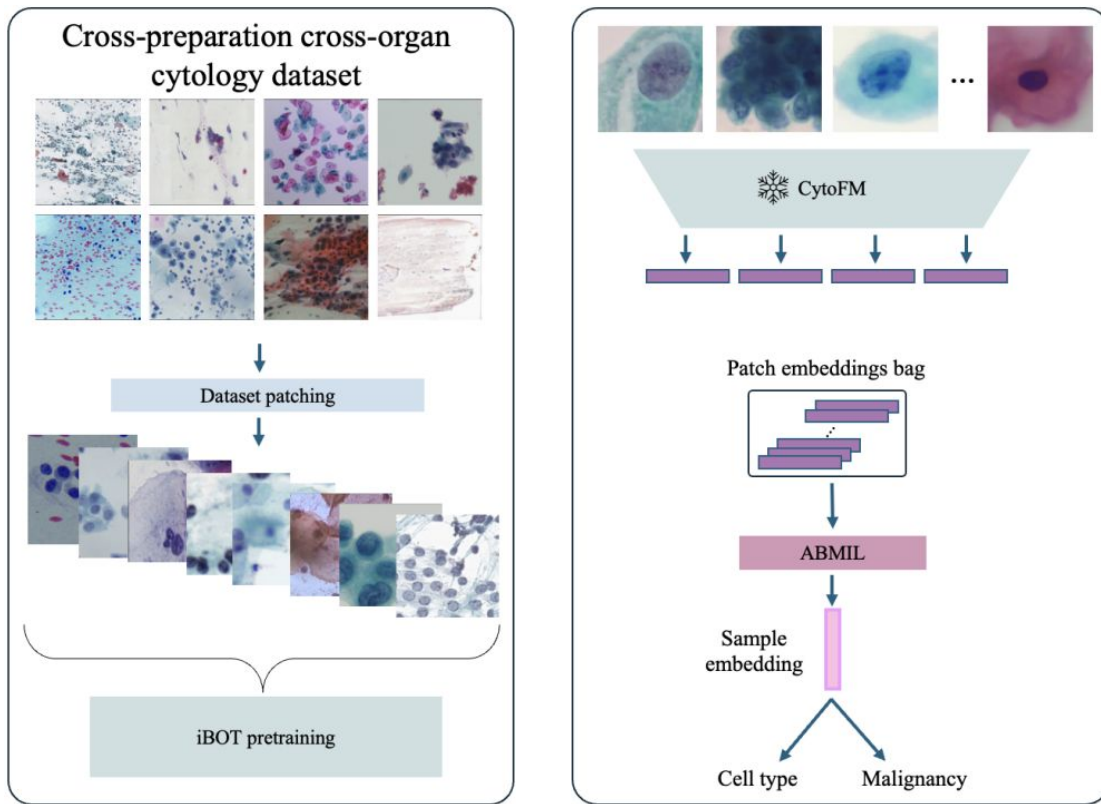 Cross-preparation cross-organ
cytology dataset
Dataset patching
iBOT pretraining
...
CytoFM
Patch embeddings bag
...
ABMIL
Sample
embedding
Cell type
Malignancy